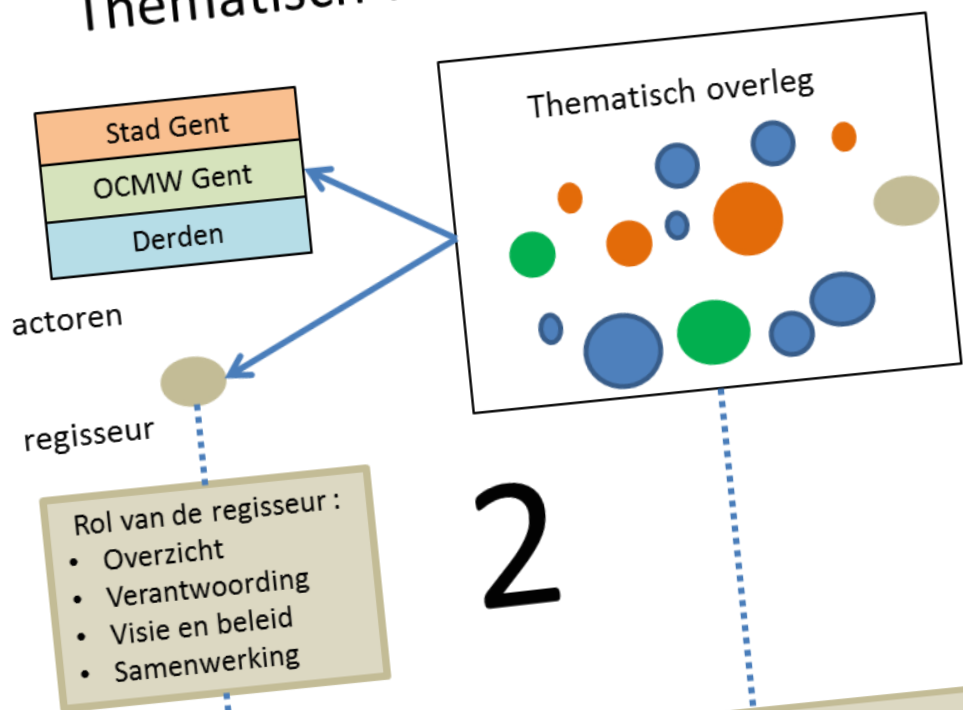 Thematisch
Thematisch overleg
Stad Gent
OCMW Gent
Derden
actoren
regisseur
Rol van de regisseur :
• Overzicht
• Verantwoording
• Visie en beleid
• Samenwerking
2